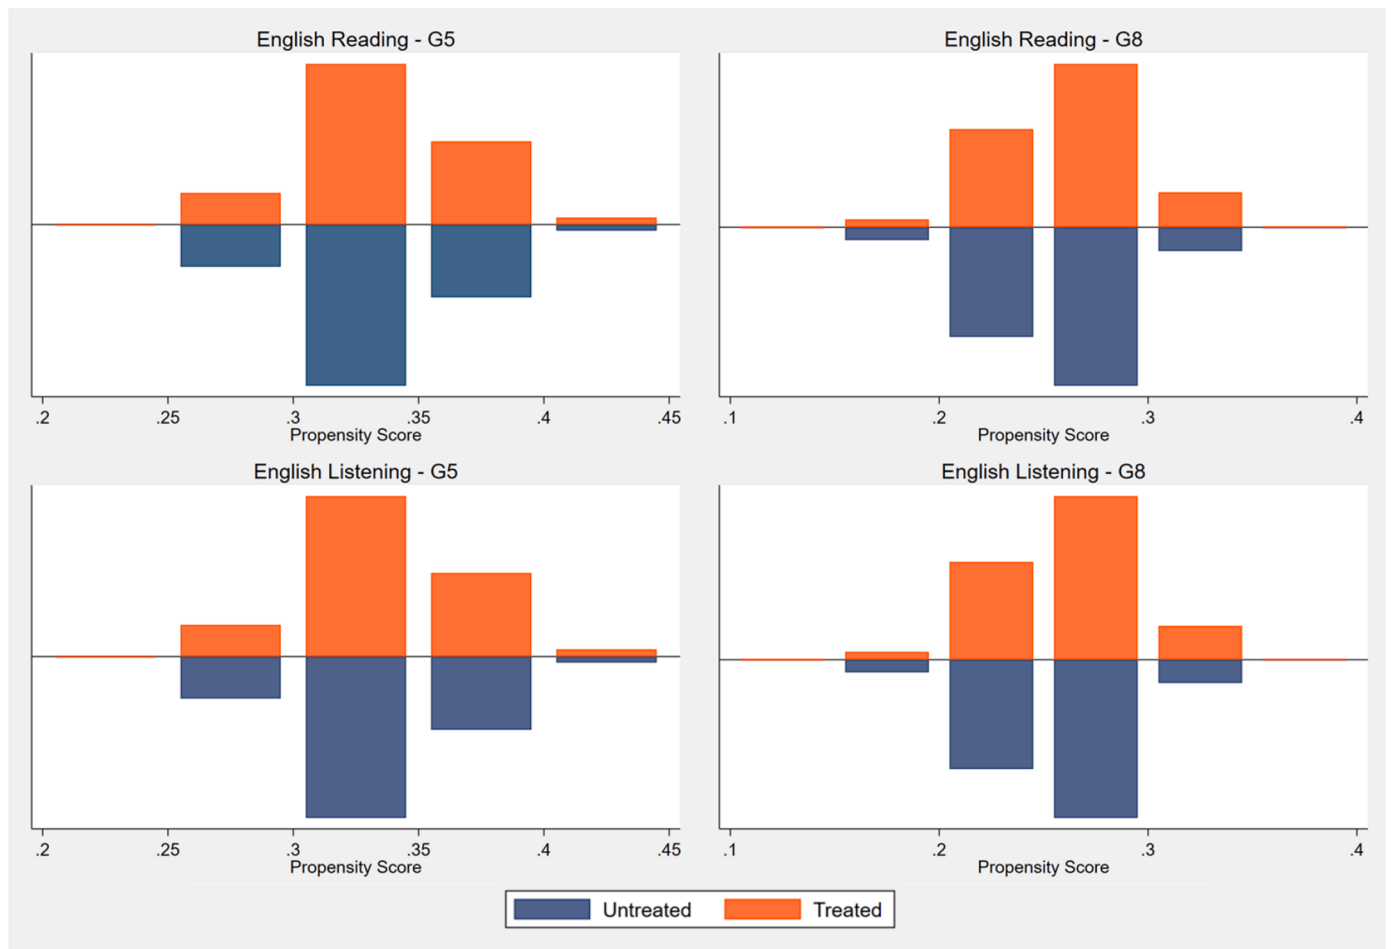 English Reading - G5
.2 .25 .3 .35 .4 .45
Propensity Score
English Reading - G8
.1 .2 .3 .4
Propensity Score
English Listening - G5
.2 .25 .3 .35 .4 .45
Propensity Score
English Listening - G8
.1 .2 .3 .4
Propensity Score
Untreated Treated